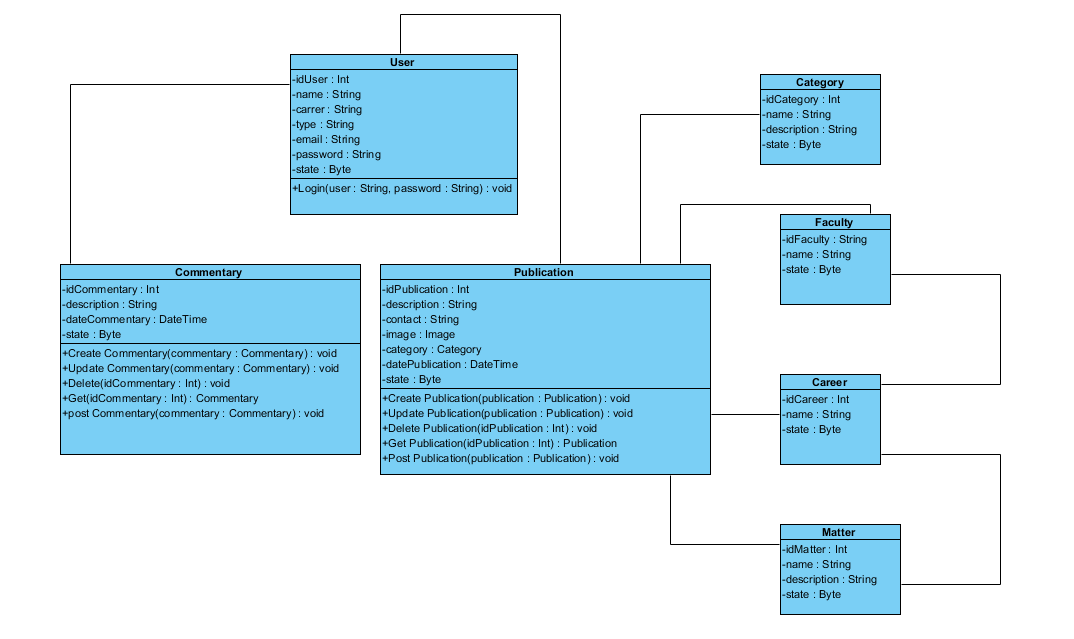 User
-idUser : Int
-name : String
-carrer : String
-type : String
-email : String
-password : String
-state : Byte
+Login(user : String, password : String) : void
Category
-idCategory : Int
-name : String
-description : String
-state : Byte
Faculty
-idFaculty : String
-name : String
-state : Byte
Commentary
-idCommentary : Int
-description : String
-dateCommentary : DateTime
-state : Byte
+Create Commentary(commentary : Commentary) : void
+Update Commentary(commentary : Commentary) : void
+Delete(idCommentary : Int) : void
+Get(idCommentary : Int) : Commentary
+post Commentary(commentary : Commentary) : void
Publication
-idPublication : Int
-description : String
-contact : String
-image : Image
-category : Category
-datePublication : DateTime
-state : Byte
+Create Publication(publication : Publication) : void
+Update Publication(publication : Publication) : void
+Delete Publication(idPublication : Int) : void
+Get Publication(idPublication : Int) : Publication
+Post Publication(publication : Publication) : void
Career
-idCareer : Int
-name : String
-state : Byte
Matter
-idMatter : Int
-name : String
-description : String
-state : Byte